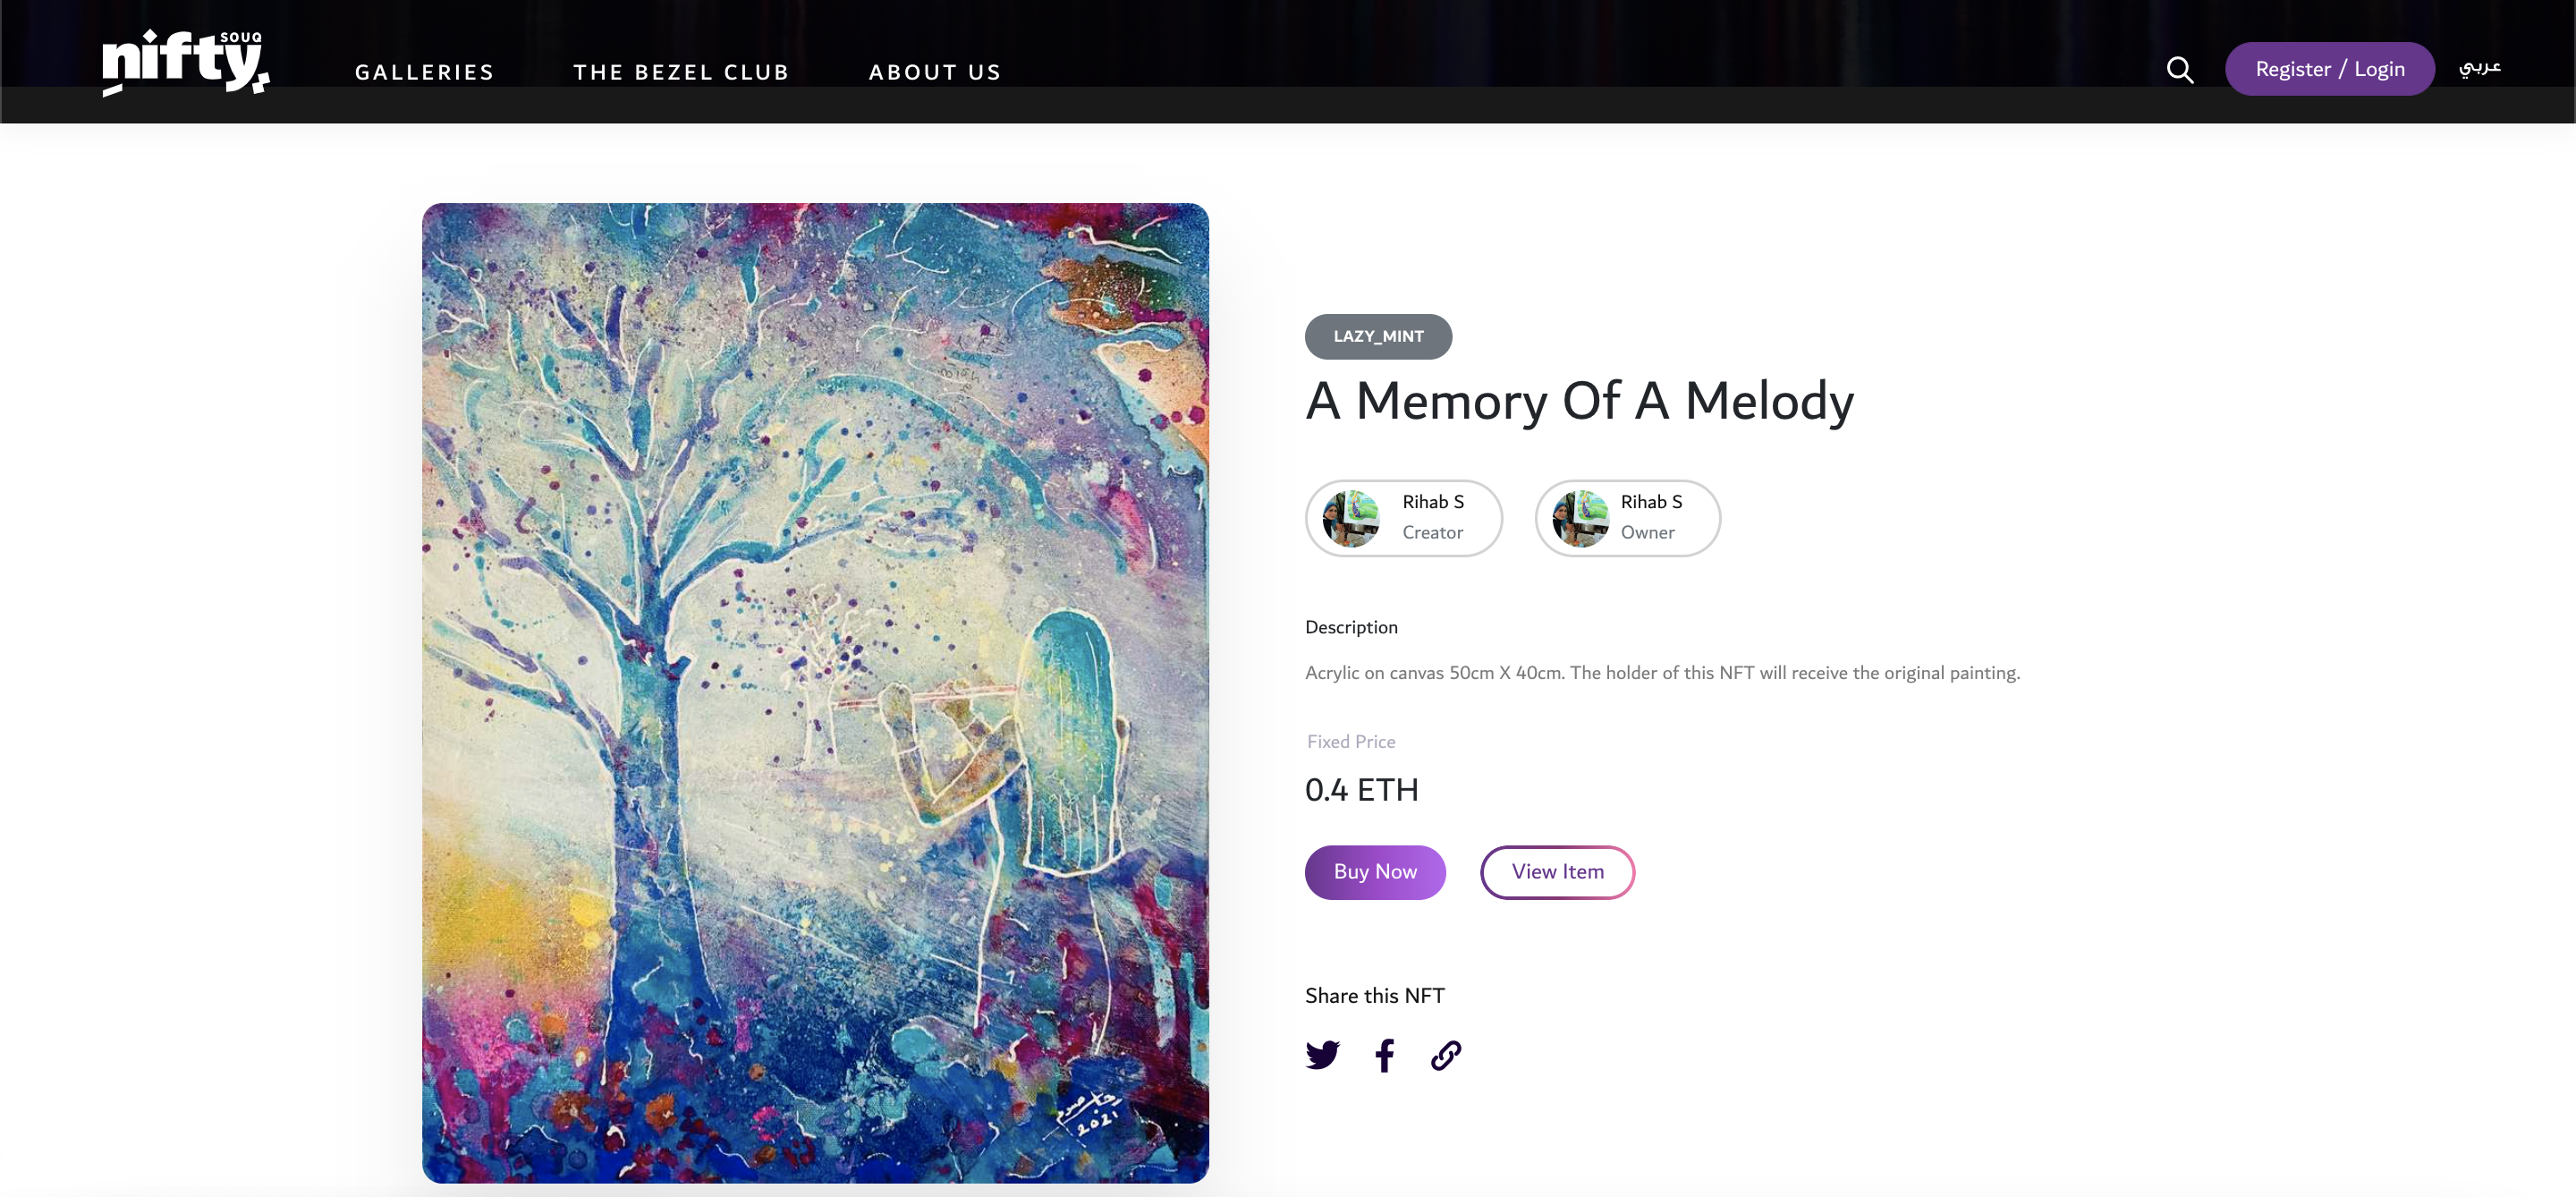 nifty souq
GALLERIES THE BEZEL CLUB ABOUT US
Register / Login عربي
LAZY_MINT
A Memory Of A Melody
Rihab S Rihab S
Creator Owner
Description
Acrylic on canvas 50cm X 40cm. The holder of this NFT will receive the original painting.
Fixed Price
0.4 ETH
Buy Now View Item
Share this NFT
2021